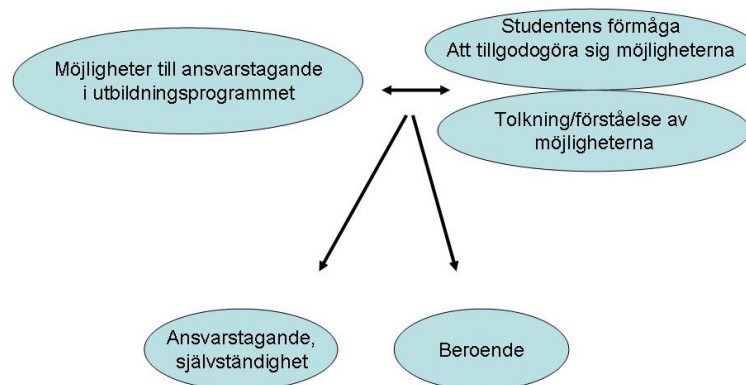 Möjligheter till ansvarstagande
i utbildningsprogrammet
Studentens förmåga
Att tillgodogöra sig möjligheterna
Tolkning/förståelse av
möjligheterna
Ansvarstagande,
självständighet
Beroende